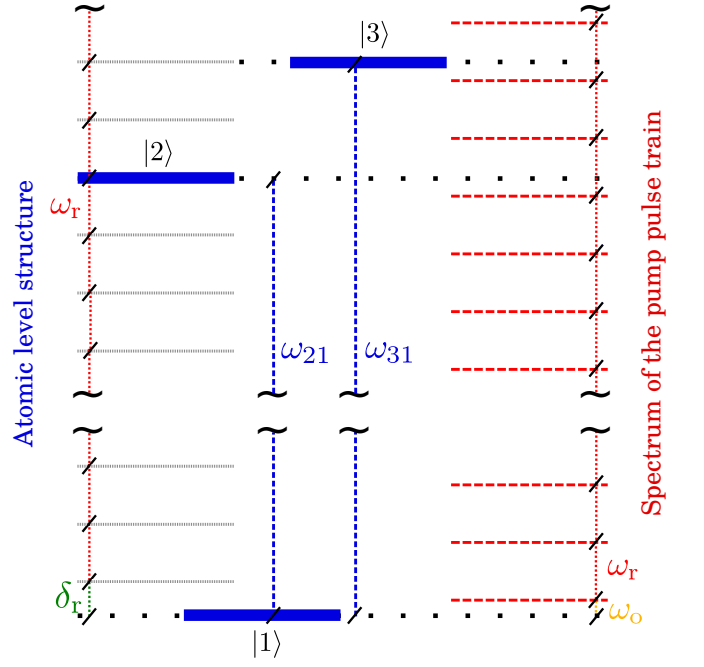 |3⟩
|2⟩
ω_r
Atomic level structure
ω_21
ω_31
Spectrum of the pump pulse train
δ_r
ω_r
ω_o
|1⟩